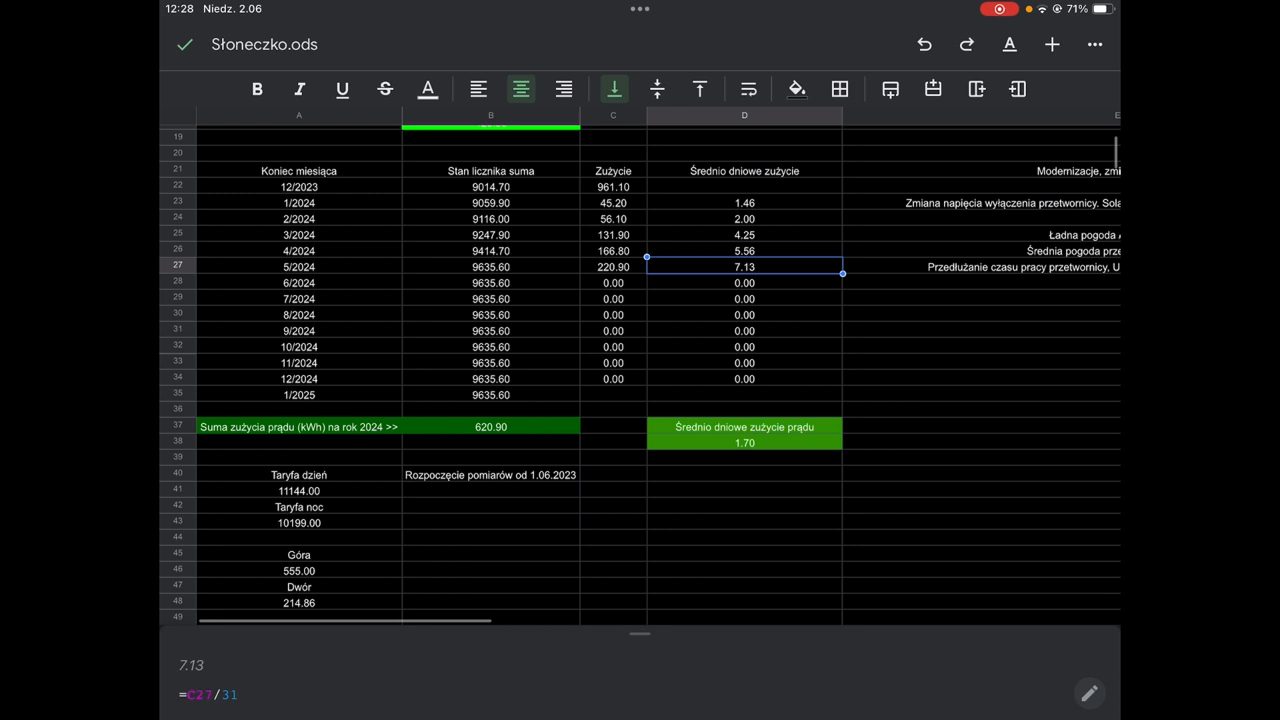 12:28 Niedz. 2.06 71%
Słoneczko.ods
B I U S A
A B C D E
19
20
21 Koniec miesiąca Stan licznika suma Zużycie Średnio dniowe zużycie Modernizacje, zmi
22 12/2023 9014.70 961.10
23 1/2024 9059.90 45.20 1.46 Zmiana napięcia wyłączenia przetwornicy. Sola
24 2/2024 9116.00 56.10 2.00
25 3/2024 9247.90 131.90 4.25 Ładna pogoda A
26 4/2024 9414.70 166.80 5.56 Średnia pogoda prze
27 5/2024 9635.60 220.90 7.13 Przedłużanie czasu pracy przetwornicy, U
28 6/2024 9635.60 0.00 0.00
29 7/2024 9635.60 0.00 0.00
30 8/2024 9635.60 0.00 0.00
31 9/2024 9635.60 0.00 0.00
32 10/2024 9635.60 0.00 0.00
33 11/2024 9635.60 0.00 0.00
34 12/2024 9635.60 0.00 0.00
35 1/2025 9635.60
36
37 Suma zużycia prądu (kWh) na rok 2024 >> 620.90 Średnio dniowe zużycie prądu
38 1.70
39
40 Taryfa dzień Rozpoczęcie pomiarów od 1.06.2023
41 11144.00
42 Taryfa noc
43 10199.00
44
45 Góra
46 555.00
47 Dwór
48 214.86
49
7.13
=C27/31